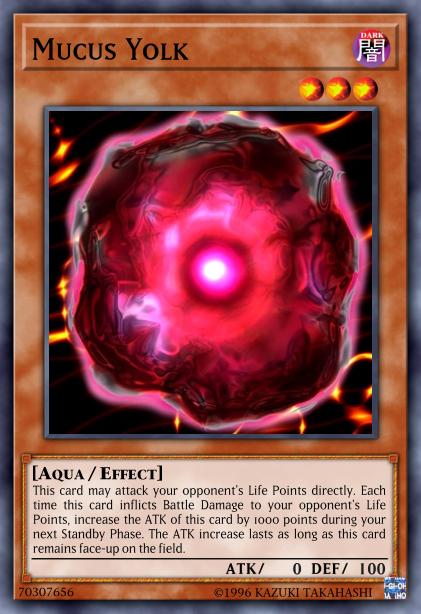 MUCUS YOLK
DARK
闇
[AQUA / EFFECT]
This card may attack your opponent's Life Points directly. Each
time this card inflicts Battle Damage to your opponent's Life
Points, increase the ATK of this card by 1000 points during your
next Standby Phase. The ATK increase lasts as long as this card
remains face-up on the field.
ATK/ 0 DEF/ 100
70307656 ©1996 KAZUKI TAKAHASHI